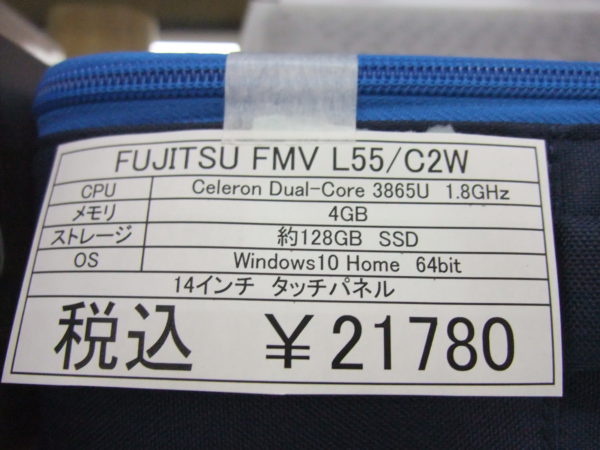 FUJITSU FMV L55/C2W
CPU Celeron Dual-Core 3865U 1.8GHz
メモリ 4GB
ストレージ 約128GB SSD
OS Windows10 Home 64bit
14インチ タッチパネル
税込 ￥21780